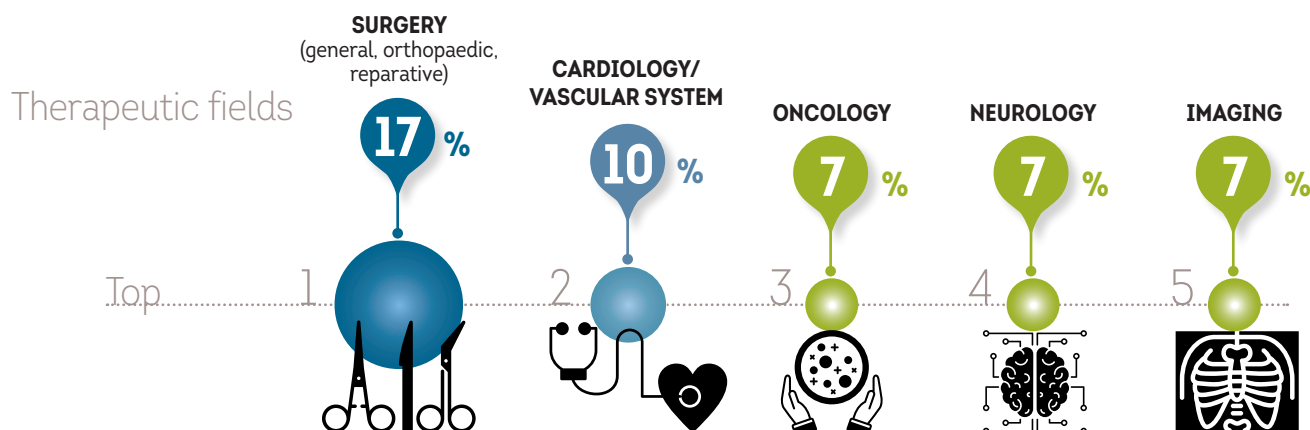 SURGERY
(general, orthopaedic,
reparative)
CARDIOLOGY/
VASCULAR SYSTEM
ONCOLOGY
NEUROLOGY
IMAGING
Therapeutic fields
17 %
10 %
7 %
7 %
7 %
Top
1
2
3
4
5